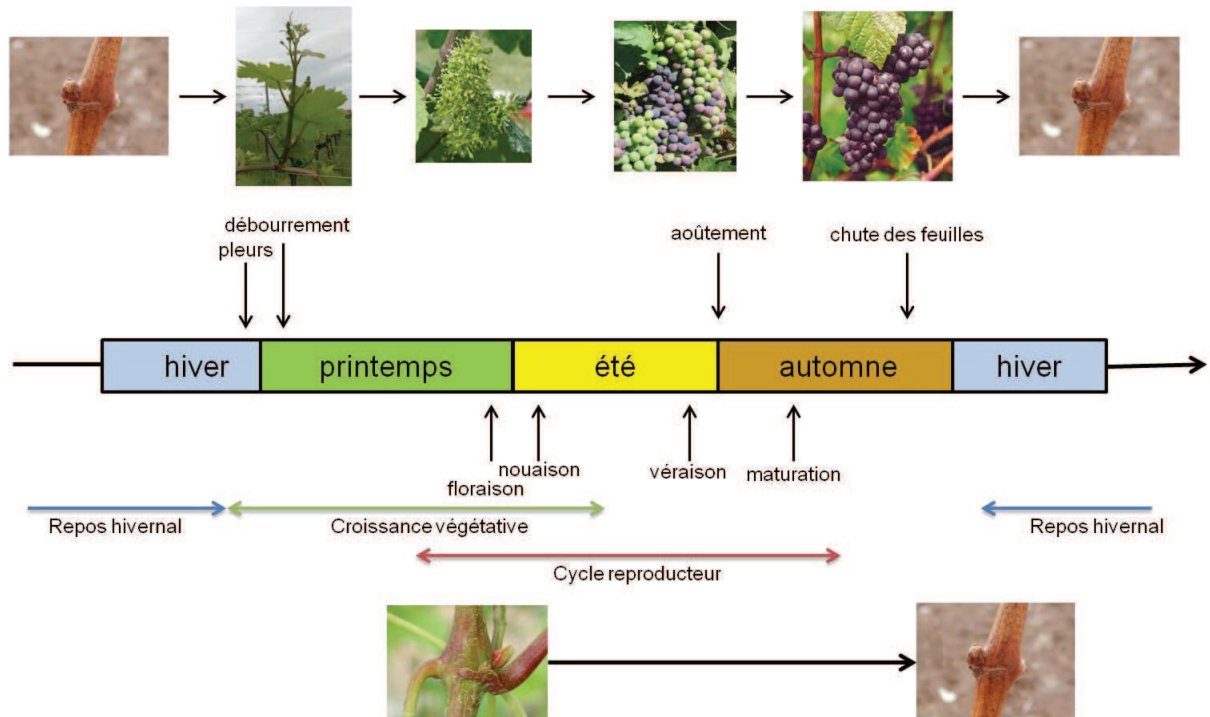 débourrement
pleurs
aoûtement
chute des feuilles
hiver
printemps
été
automne
hiver
nouaison
floraison
véraison
maturation
Repos hivernal
Croissance végétative
Repos hivernal
Cycle reproducteur